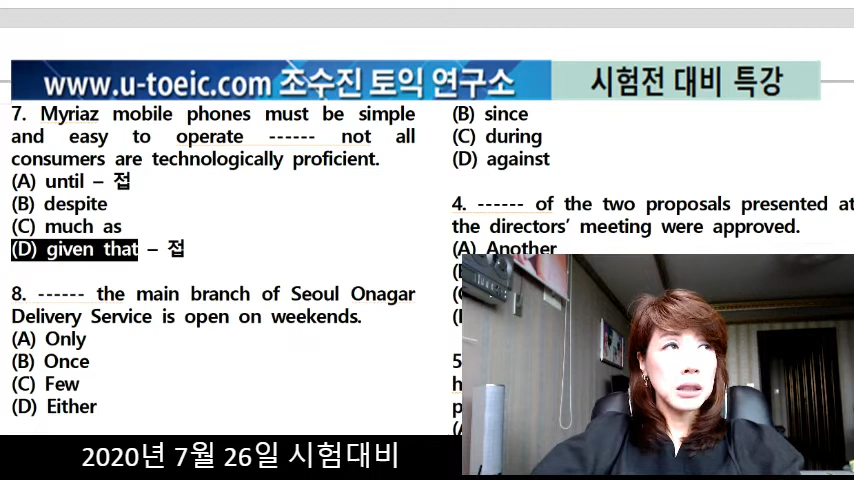 www.u-toeic.com 조수진 토익 연구소
시험전 대비 특강
7. Myriaz mobile phones must be simple
and easy to operate ------ not all
consumers are technologically proficient.
(A) until – 접
(B) despite
(C) much as
(D) given that – 접
8. ------ the main branch of Seoul Onagar
Delivery Service is open on weekends.
(A) Only
(B) Once
(C) Few
(D) Either
(B) since
(C) during
(D) against
4. ------ of the two proposals presented at
the directors’ meeting were approved.
(A) Another
5
h
p
2020년 7월 26일 시험대비